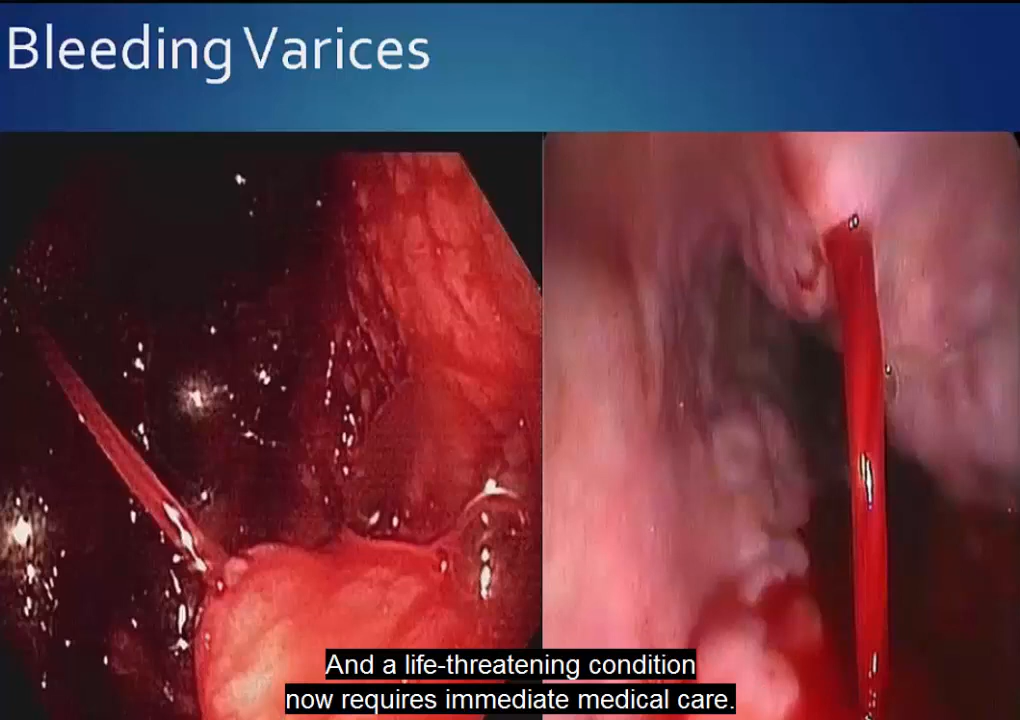 Bleeding Varices
And a life-threatening condition
now requires immediate medical care.